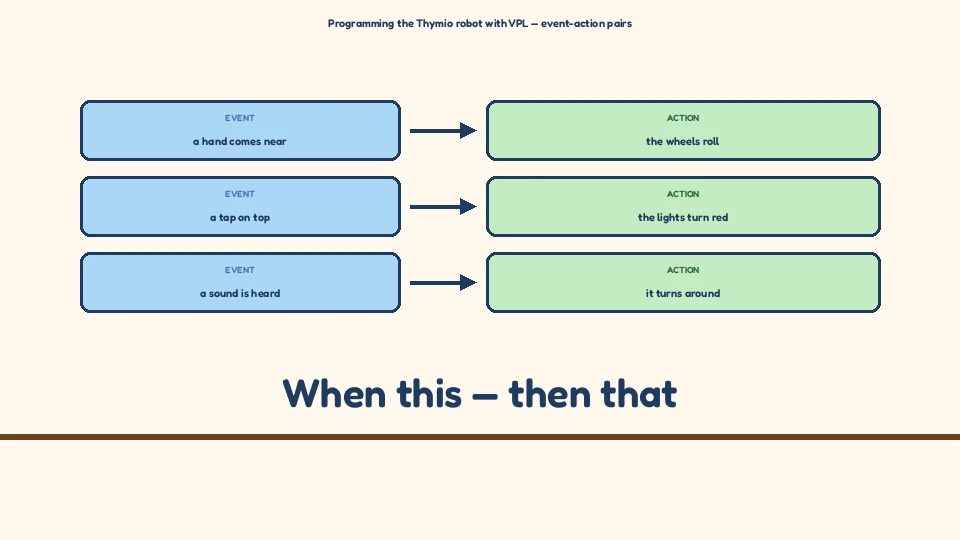 Programming the Thymio robot with VPL — event-action pairs
EVENT
a hand comes near
ACTION
the wheels roll
EVENT
a tap on top
ACTION
the lights turn red
EVENT
a sound is heard
ACTION
it turns around
When this — then that